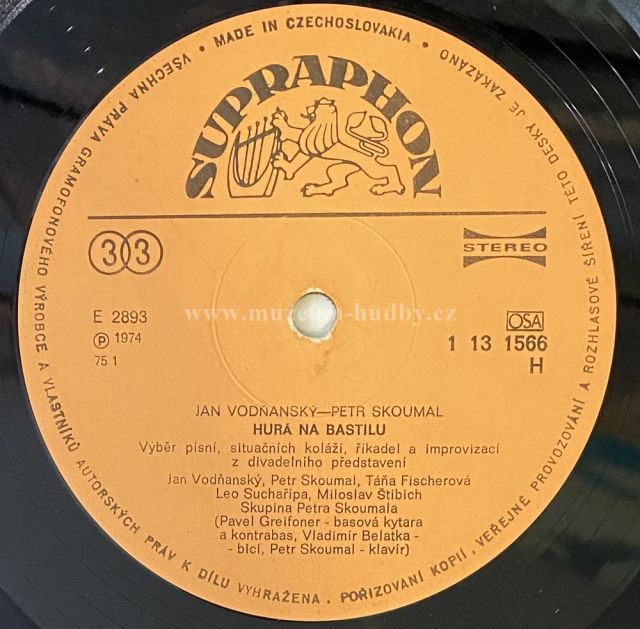 • MADE IN CZECHOSLOVAKIA •
VŠECHNA PRÁVA GRAMOFONOVÉHO VÝROBCE A VLASTNÍKŮ AUTORSKÝCH PRÁV K DÍLU VYHRAŽENA. POŘIZOVÁNÍ KOPIÍ, VEŘEJNÉ PROVOZOVÁNÍ A ROZHLASOVÉ ŠÍŘENÍ TÉTO DESKY JE ZAKÁZÁNO
SUPRAPHON
33
STEREO
www.muzeum-hudby.cz
E 2893
℗ 1974
75 1
OSA
1 13 1566
H
JAN VODŇANSKÝ—PETR SKOUMAL
HURÁ NA BASTILU
Výběr písní, situačních koláží, říkadel a improvizací
z divadelního představení
Jan Vodňanský, Petr Skoumal, Táňa Fischerová
Leo Suchařípa, Miloslav Štibich
Skupina Petra Skoumala
(Pavel Greifoner - basová kytara
a kontrabas, Vladimír Belatka -
- bicí, Petr Skoumal - klavír)